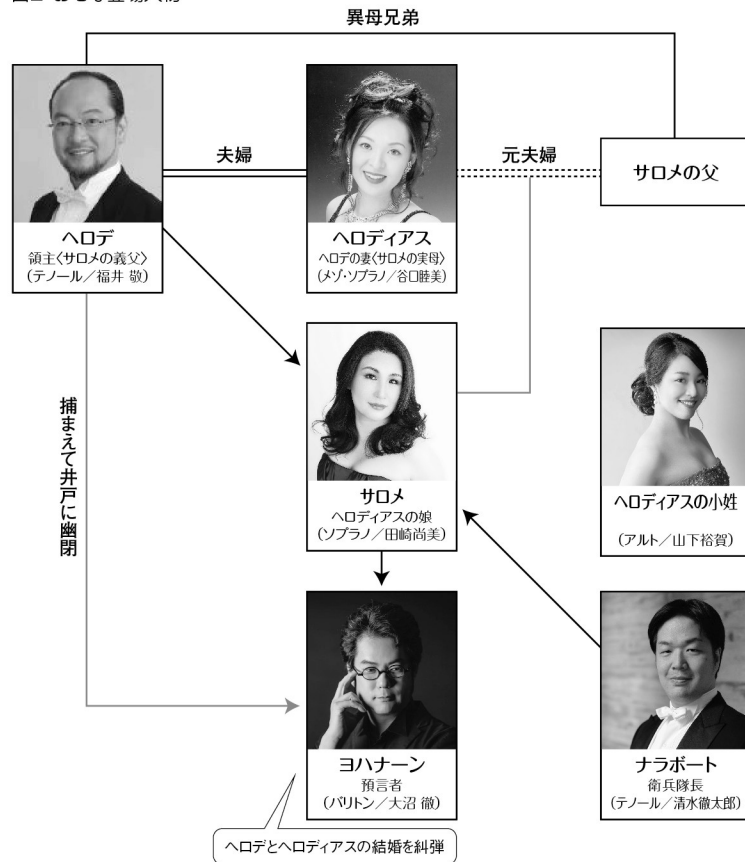 異母兄弟
夫婦
元夫婦
サロメの父
ヘロデ
領主〈サロメの義父〉
(テノール/福井 敬)
ヘロディアス
ヘロデの妻〈サロメの実母〉
(メゾ・ソプラノ/谷口睦美)
捕まえて井戸に幽閉
サロメ
ヘロディアスの娘
(ソプラノ/田崎尚美)
ヘロディアスの小姓
(アルト/山下裕賀)
ヨハナーン
預言者
(バリトン/大沼 徹)
ナラボート
衛兵隊長
(テノール/清水徹太郎)
ヘロデとヘロディアスの結婚を糾弾